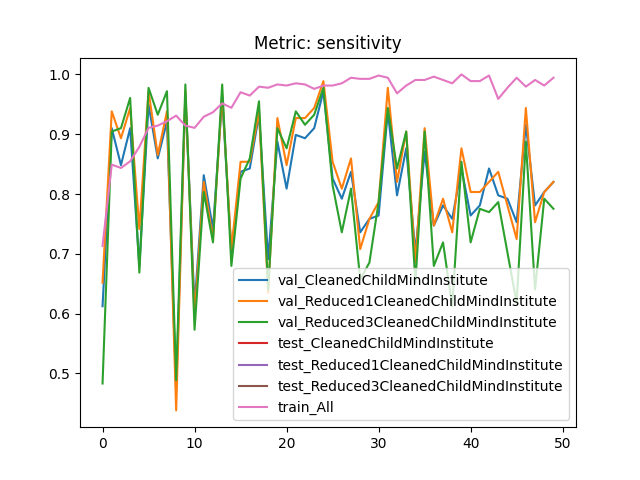 Metric: sensitivity
1.0
0.9
0.8
0.7
0.6
0.5
val_CleanedChildMindInstitute
val_Reduced1CleanedChildMindInstitute
val_Reduced3CleanedChildMindInstitute
test_CleanedChildMindInstitute
test_Reduced1CleanedChildMindInstitute
test_Reduced3CleanedChildMindInstitute
train_All
0 10 20 30 40 50